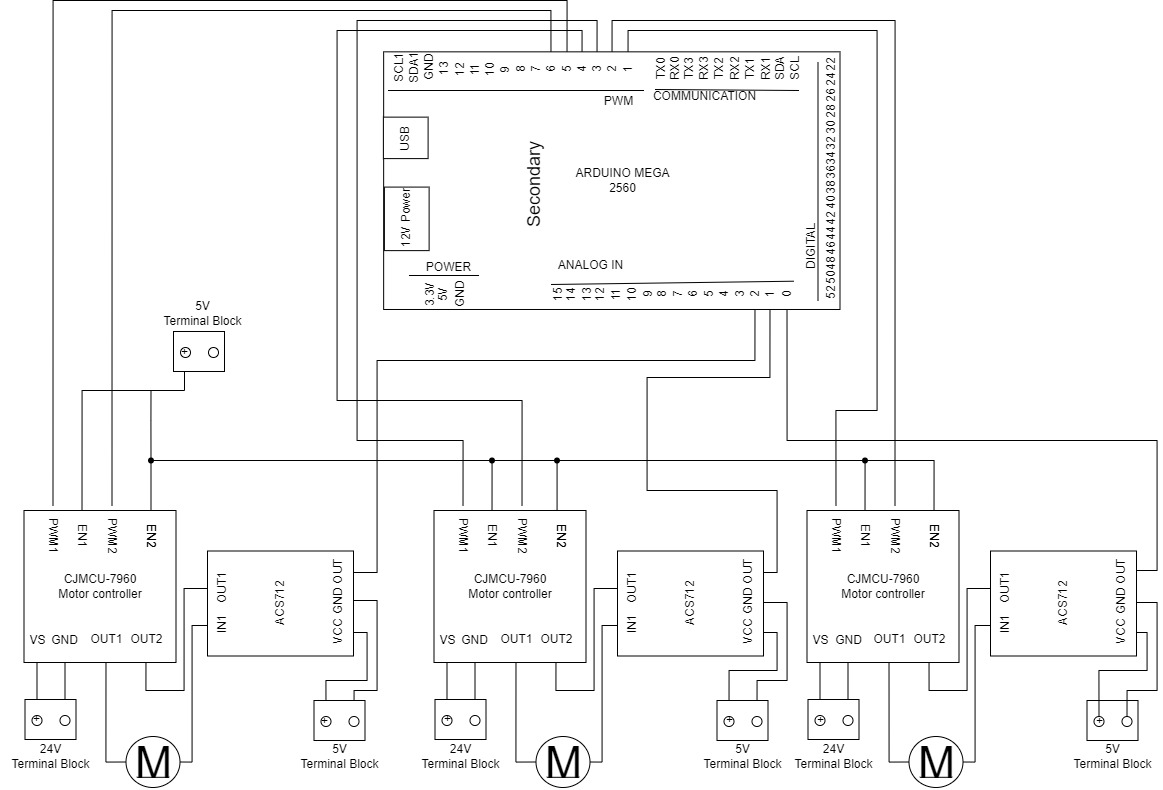 Terminal Block
24V
VS GND OUT1 OUT2
CJMCU-7960
Motor controller
PWM1
EN1
PWM2
EN2
M
5V
Terminal Block
IN1 OUT1
ACS712
VCC GND OUT
5V
Terminal Block
24V
Terminal Block
VS GND OUT1 OUT2
CJMCU-7960
Motor controller
PWM1
EN1
PWM2
EN2
M
IN1 OUT1
ACS712
VCC GND OUT
5V
Terminal Block
24V
Terminal Block
VS GND OUT1 OUT2
CJMCU-7960
Motor controller
PWM1
EN1
PWM2
EN2
M
IN1 OUT1
ACS712
VCC GND OUT
5V
Terminal Block
12V Power
USB
3.3V
5V
GND
POWER
SCL1
SDA1
GND
13
12
11
10
9
8
7
6
5
4
3
2
1
PWM
Secondary
ARDUINO MEGA
2560
ANALOG IN
15
14
13
12
11
10
9
8
7
6
5
4
3
2
1
0
COMMUNICATION
TX0
RX0
TX3
RX3
TX2
RX2
TX1
RX1
SDA
SCL
DIGITAL
52 50 48 46 44 42 40 38 36 34 32 30 28 26 24 22